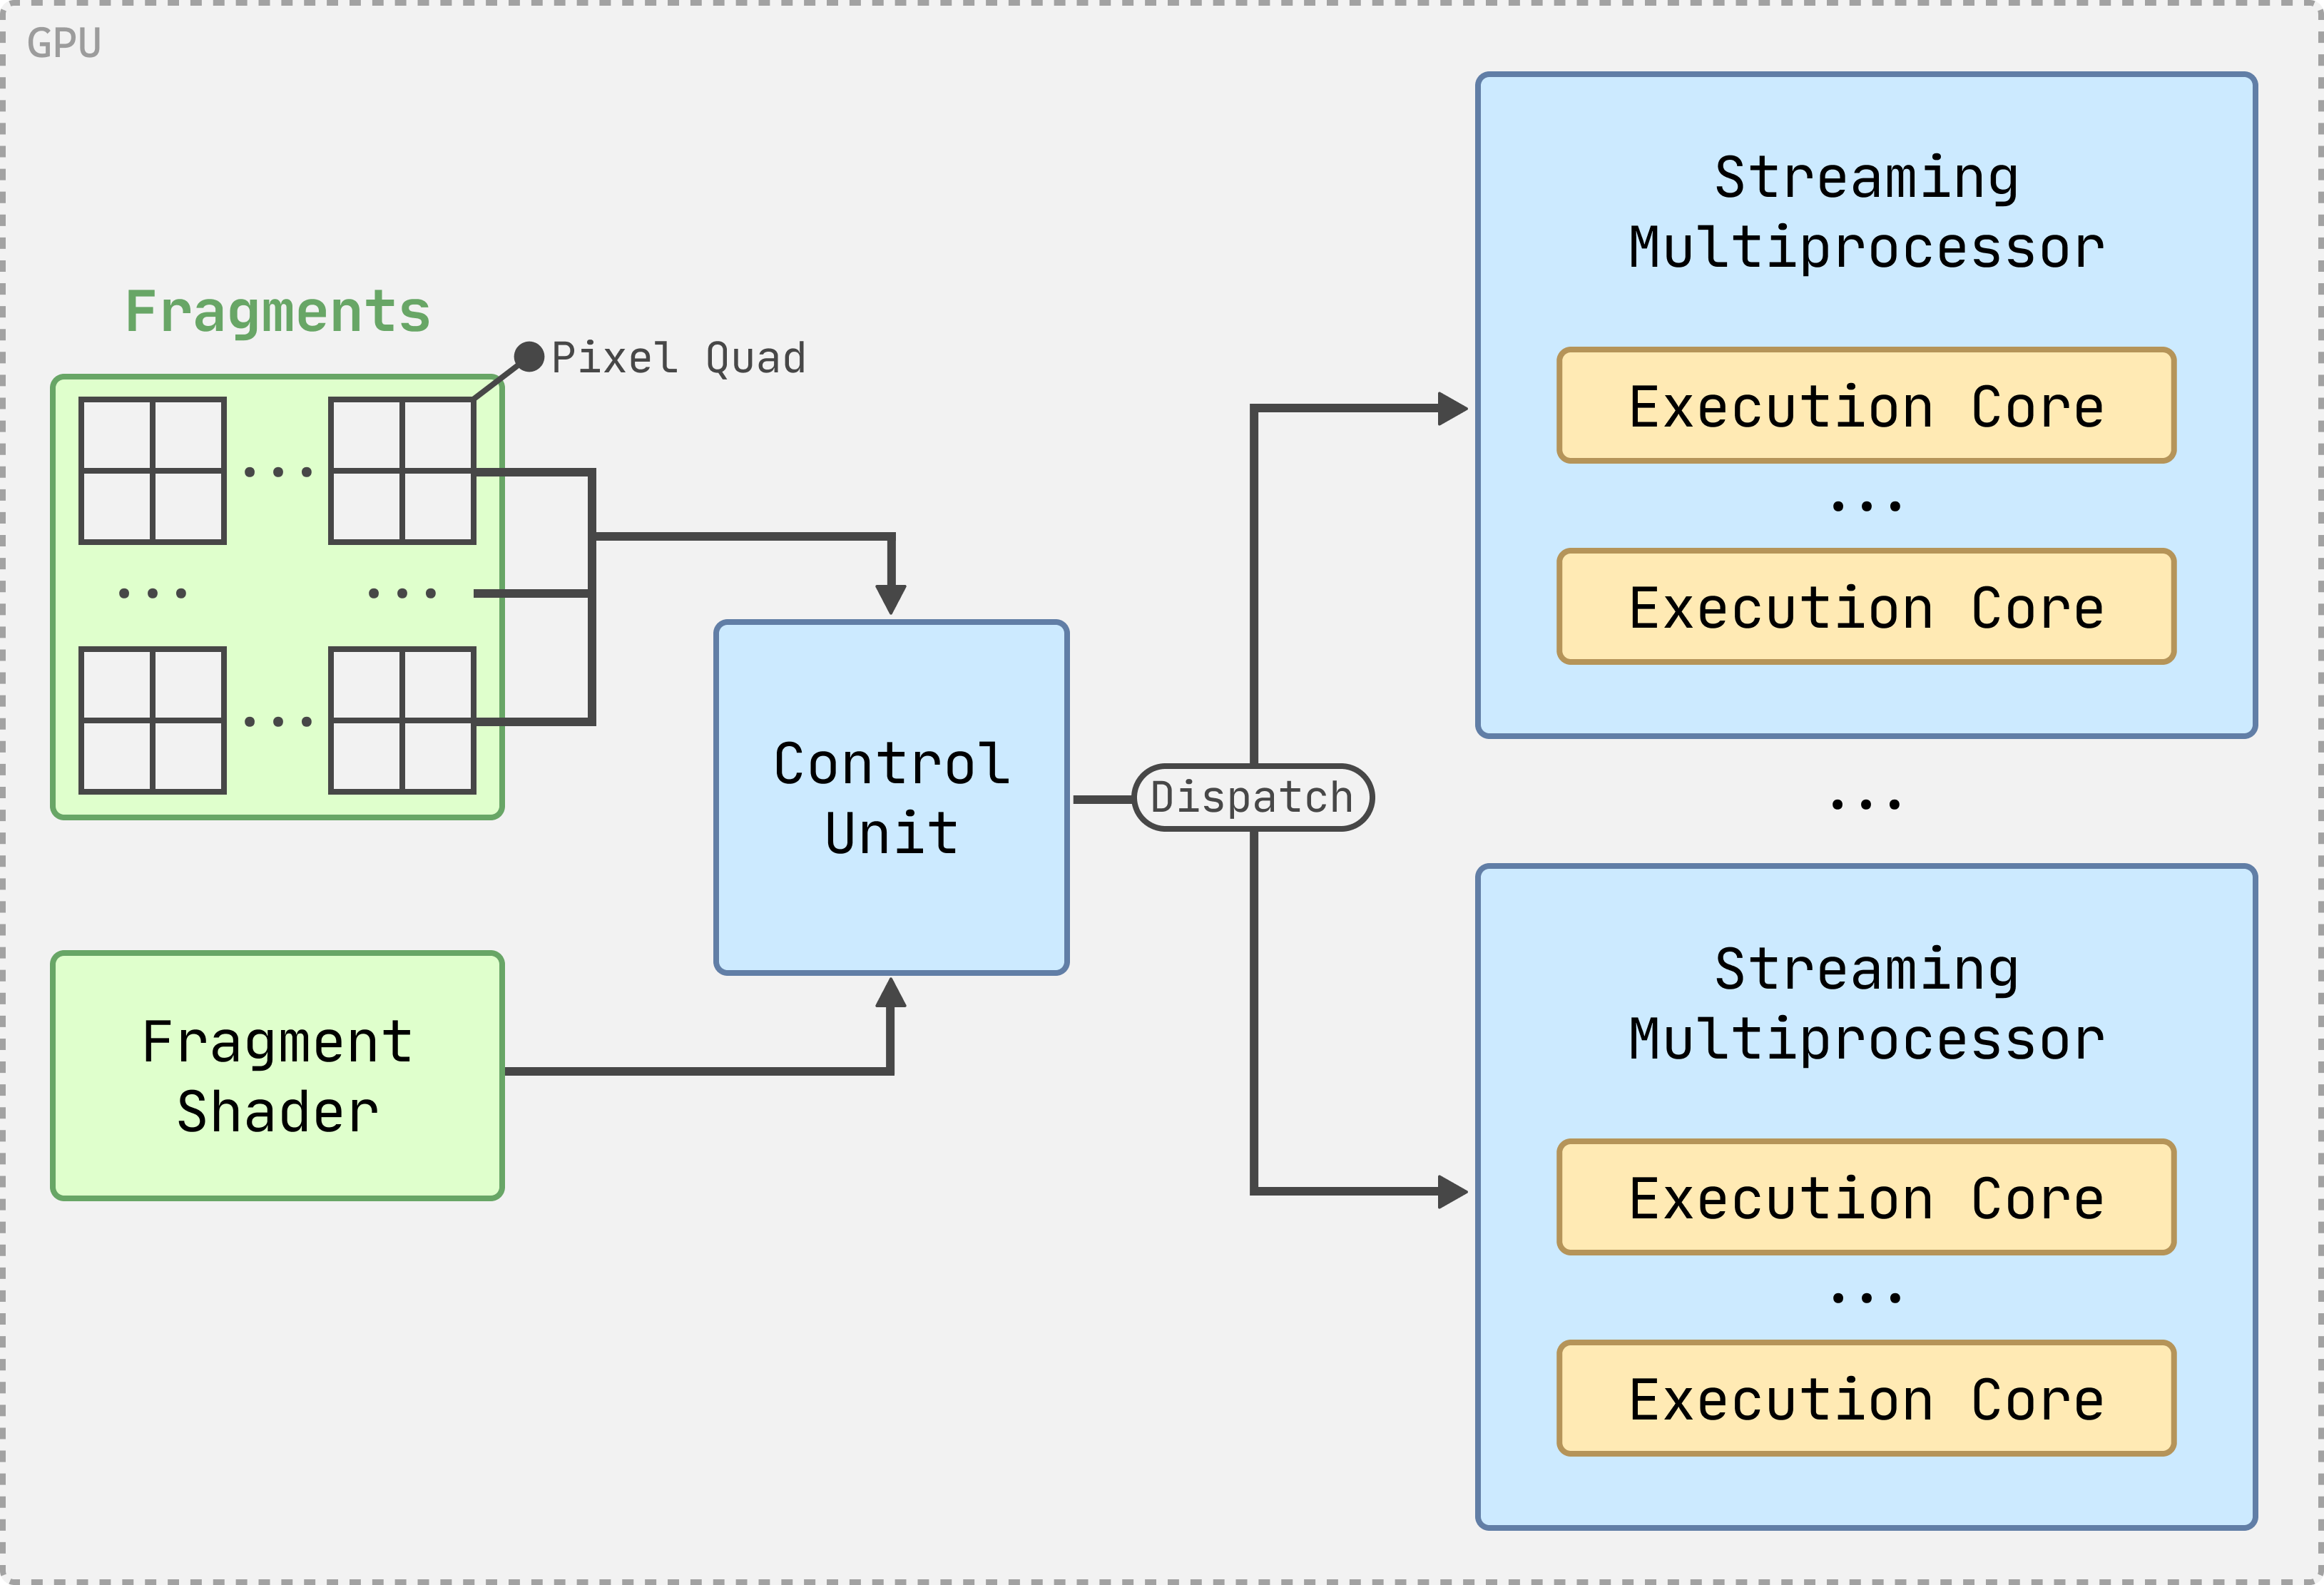 GPU
Fragments
Pixel Quad
...
... ...
...
Fragment
Shader
Control
Unit
Dispatch
Streaming
Multiprocessor
Execution Core
...
Execution Core
...
Streaming
Multiprocessor
Execution Core
...
Execution Core